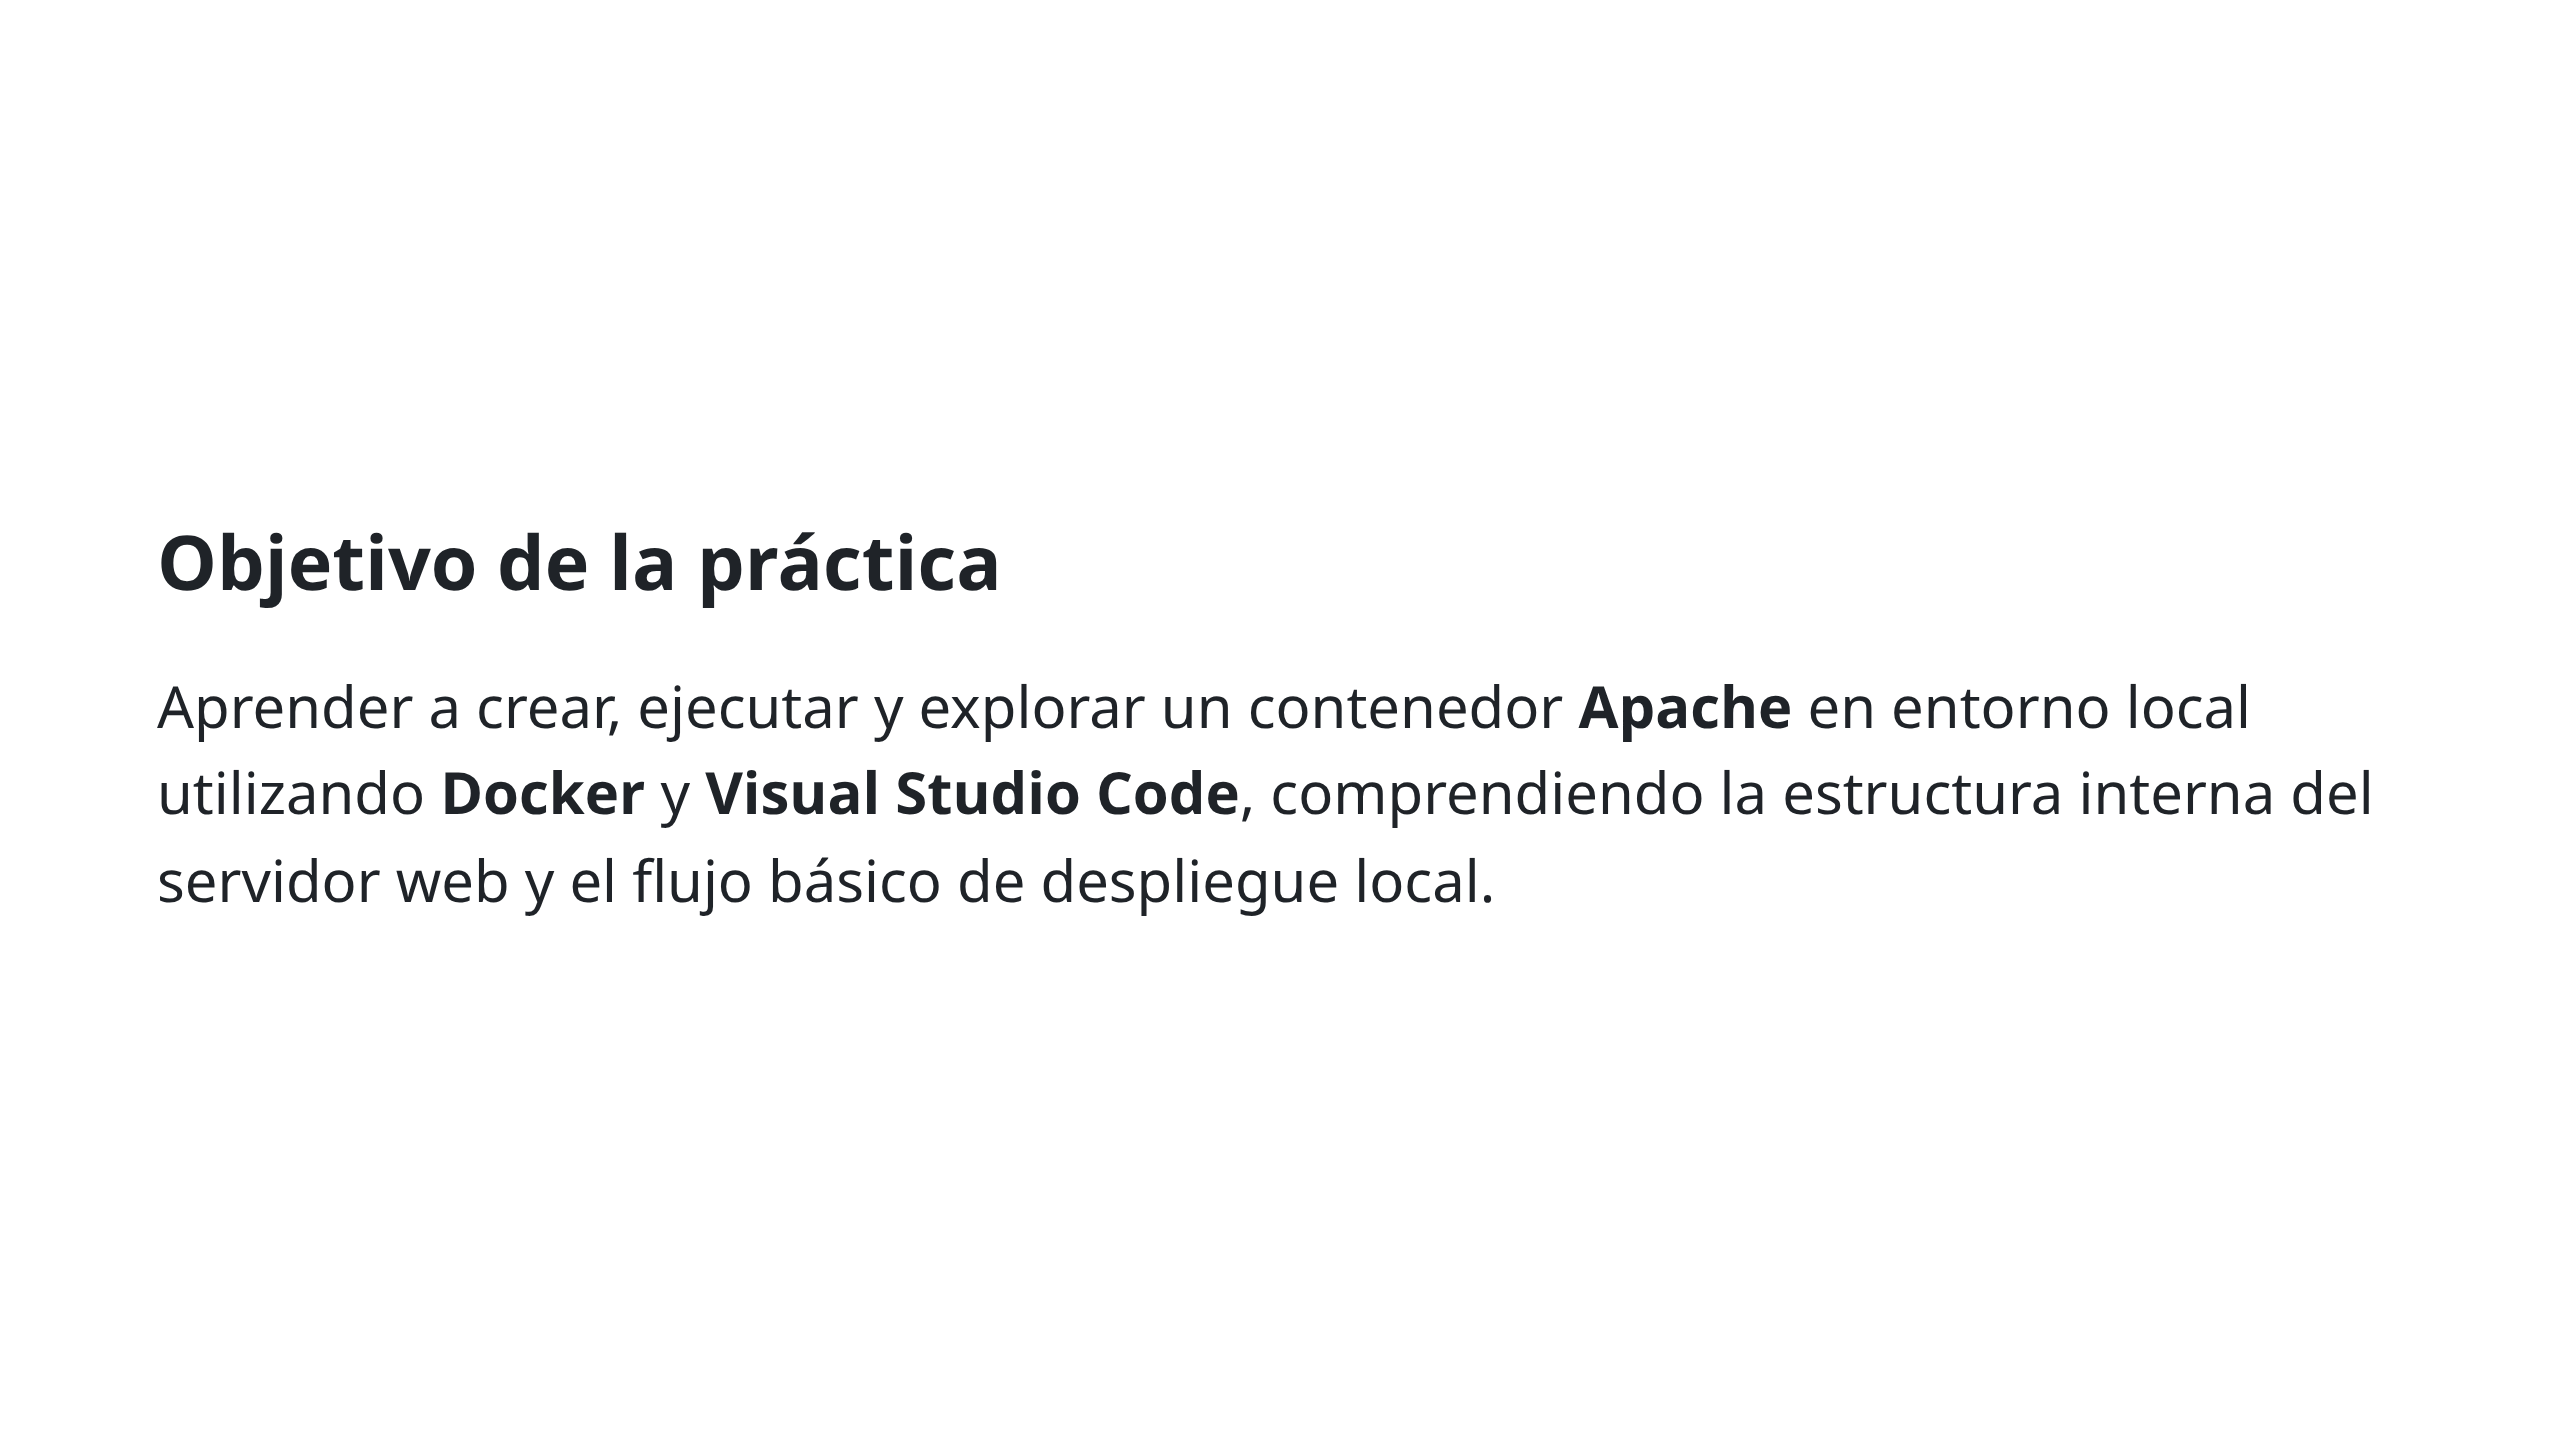 Objetivo de la práctica
Aprender a crear, ejecutar y explorar un contenedor Apache en entorno local
utilizando Docker y Visual Studio Code, comprendiendo la estructura interna del
servidor web y el flujo básico de despliegue local.